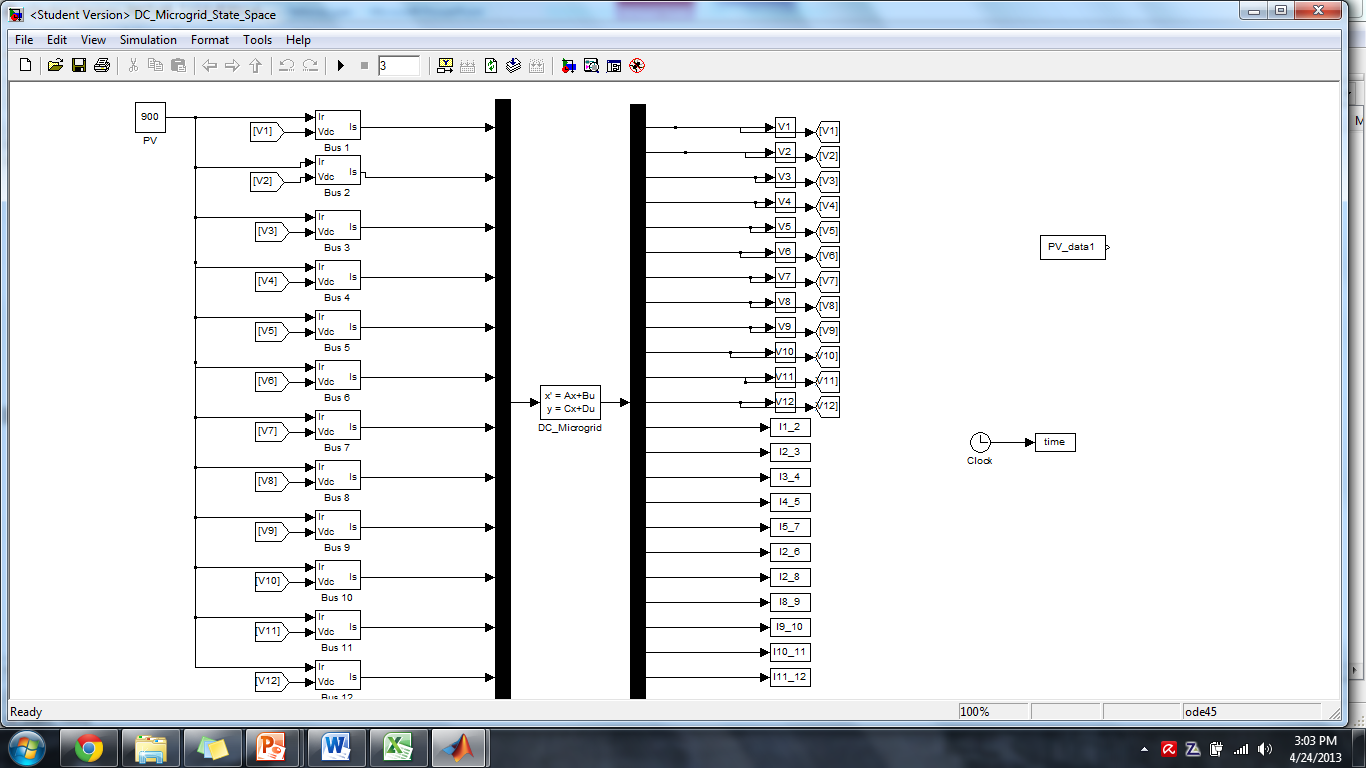 <Student Version> DC_Microgrid_State_Space
File Edit View Simulation Format Tools Help
3
900
PV
[V1]
Ir
Vdc
Is
Bus 1
[V2]
Ir
Vdc
Is
Bus 2
[V3]
Ir
Vdc
Is
Bus 3
[V4]
Ir
Vdc
Is
Bus 4
[V5]
Ir
Vdc
Is
Bus 5
[V6]
Ir
Vdc
Is
Bus 6
[V7]
Ir
Vdc
Is
Bus 7
[V8]
Ir
Vdc
Is
Bus 8
[V9]
Ir
Vdc
Is
Bus 9
[V10]
Ir
Vdc
Is
Bus 10
[V11]
Ir
Vdc
Is
Bus 11
[V12]
Ir
Vdc
Is
Bus 12
x' = Ax+Bu
y = Cx+Du
DC_Microgrid
V1 [V1]
V2 [V2]
V3 [V3]
V4 [V4]
V5 [V5]
V6 [V6]
V7 [V7]
V8 [V8]
V9 [V9]
V10 [V10]
V11 [V11]
V12 [V12]
I1_2
I2_3
I3_4
I4_5
I5_7
I2_6
I2_8
I8_9
I9_10
I10_11
I11_12
PV_data1
Clock
time
M
Ready
100%
ode45
3:03 PM
4/24/2013